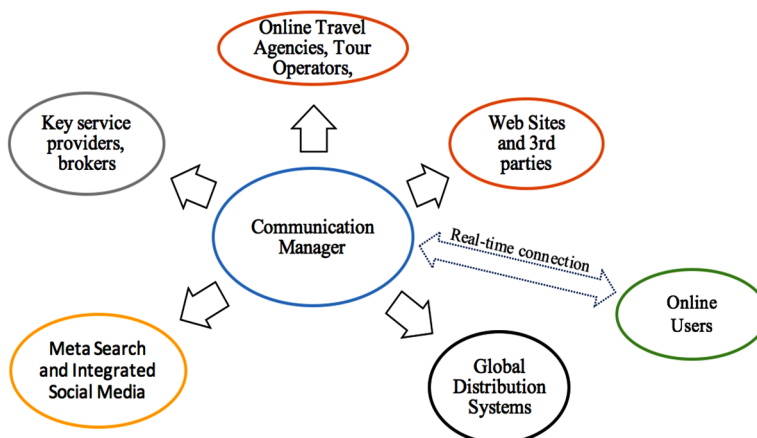 Online Travel
Agencies, Tour
Operators,
Key service
providers,
brokers
Web Sites
and 3rd
parties
Communication
Manager
Real-time connection
Online
Users
Meta Search
and Integrated
Social Media
Global
Distribution
Systems